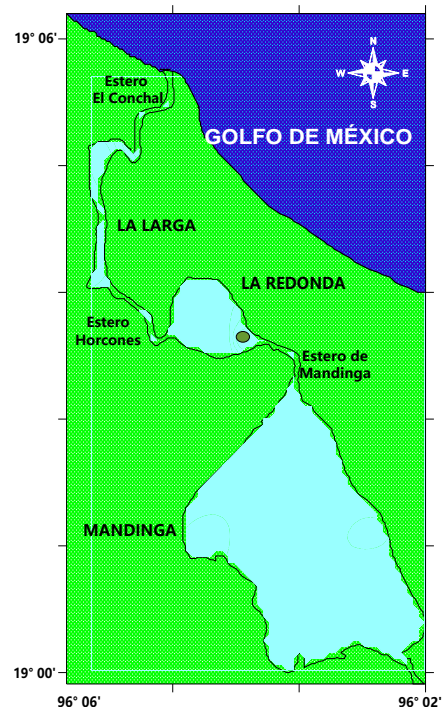 19° 06'
N
W
E
S
Estero
El Conchal
GOLFO DE MÉXICO
LA LARGA
LA REDONDA
Estero
Horcones
Estero de
Mandinga
MANDINGA
19° 00'
96° 06'
96° 02'